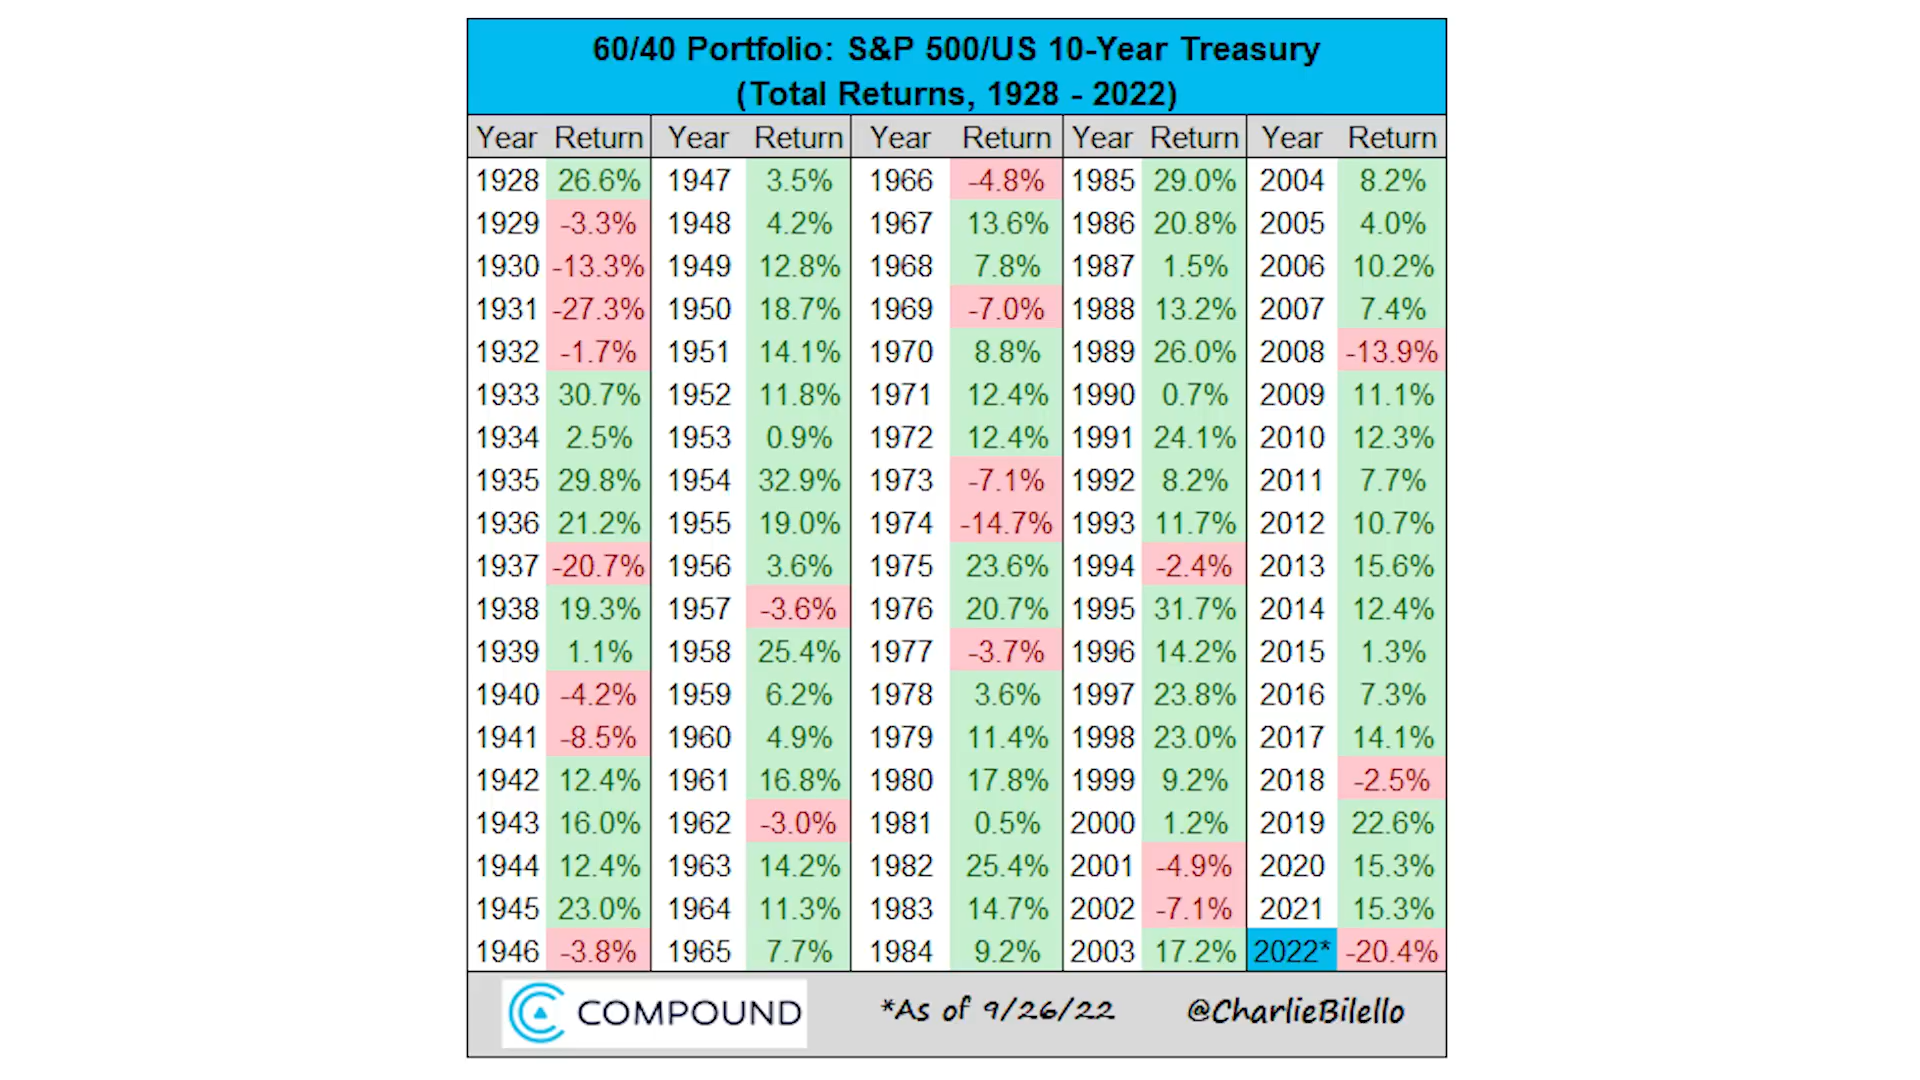 60/40 Portfolio: S&P 500/US 10-Year Treasury
(Total Returns, 1928 - 2022)
Year Return Year Return Year Return Year Return Year Return
1928 26.6% 1947 3.5% 1966 -4.8% 1985 29.0% 2004 8.2%
1929 -3.3% 1948 4.2% 1967 13.6% 1986 20.8% 2005 4.0%
1930 -13.3% 1949 12.8% 1968 7.8% 1987 1.5% 2006 10.2%
1931 -27.3% 1950 18.7% 1969 -7.0% 1988 13.2% 2007 7.4%
1932 -1.7% 1951 14.1% 1970 8.8% 1989 26.0% 2008 -13.9%
1933 30.7% 1952 11.8% 1971 12.4% 1990 0.7% 2009 11.1%
1934 2.5% 1953 0.9% 1972 12.4% 1991 24.1% 2010 12.3%
1935 29.8% 1954 32.9% 1973 -7.1% 1992 8.2% 2011 7.7%
1936 21.2% 1955 19.0% 1974 -14.7% 1993 11.7% 2012 10.7%
1937 -20.7% 1956 3.6% 1975 23.6% 1994 -2.4% 2013 15.6%
1938 19.3% 1957 -3.6% 1976 20.7% 1995 31.7% 2014 12.4%
1939 1.1% 1958 25.4% 1977 -3.7% 1996 14.2% 2015 1.3%
1940 -4.2% 1959 6.2% 1978 3.6% 1997 23.8% 2016 7.3%
1941 -8.5% 1960 4.9% 1979 11.4% 1998 23.0% 2017 14.1%
1942 12.4% 1961 16.8% 1980 17.8% 1999 9.2% 2018 -2.5%
1943 16.0% 1962 -3.0% 1981 0.5% 2000 1.2% 2019 22.6%
1944 12.4% 1963 14.2% 1982 25.4% 2001 -4.9% 2020 15.3%
1945 23.0% 1964 11.3% 1983 14.7% 2002 -7.1% 2021 15.3%
1946 -3.8% 1965 7.7% 1984 9.2% 2003 17.2% 2022* -20.4%
COMPOUND *As of 9/26/22 @CharlieBilello